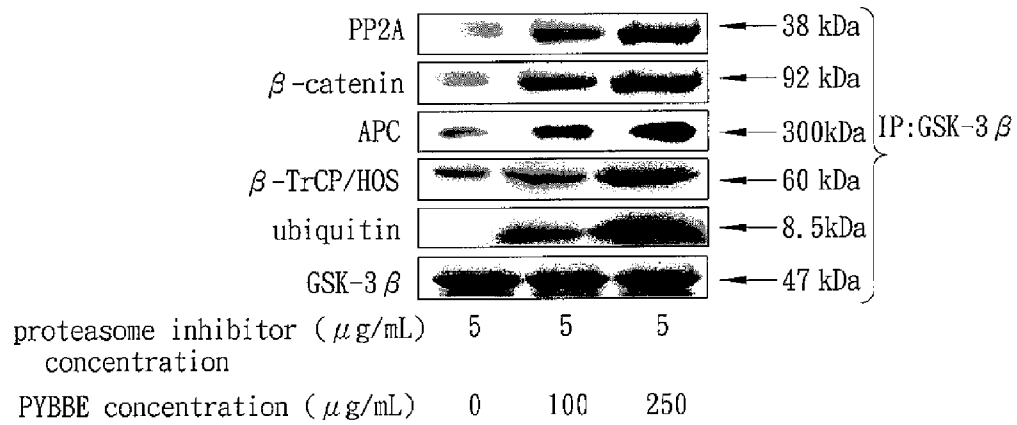 PP2A 38 kDa
β-catenin 92 kDa
APC 300kDa
IP:GSK-3β
β-TrCP/HOS 60 kDa
ubiquitin 8.5kDa
GSK-3β 47 kDa
proteasome inhibitor (μg/mL) 5 5 5
concentration
PYBBE concentration (μg/mL) 0 100 250